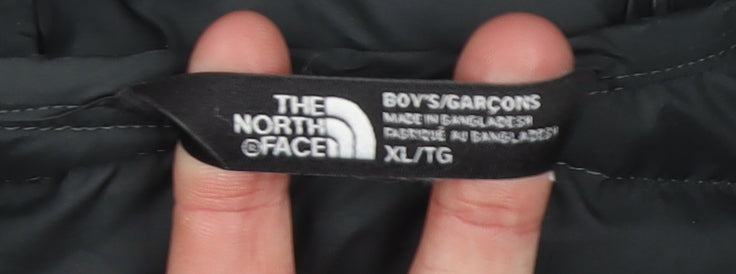 THE
NORTH
®FACE
BOY'S/GARÇONS
MADE IN BANGLADESH
FABRIQUÉ AU BANGLADESH
XL/TG